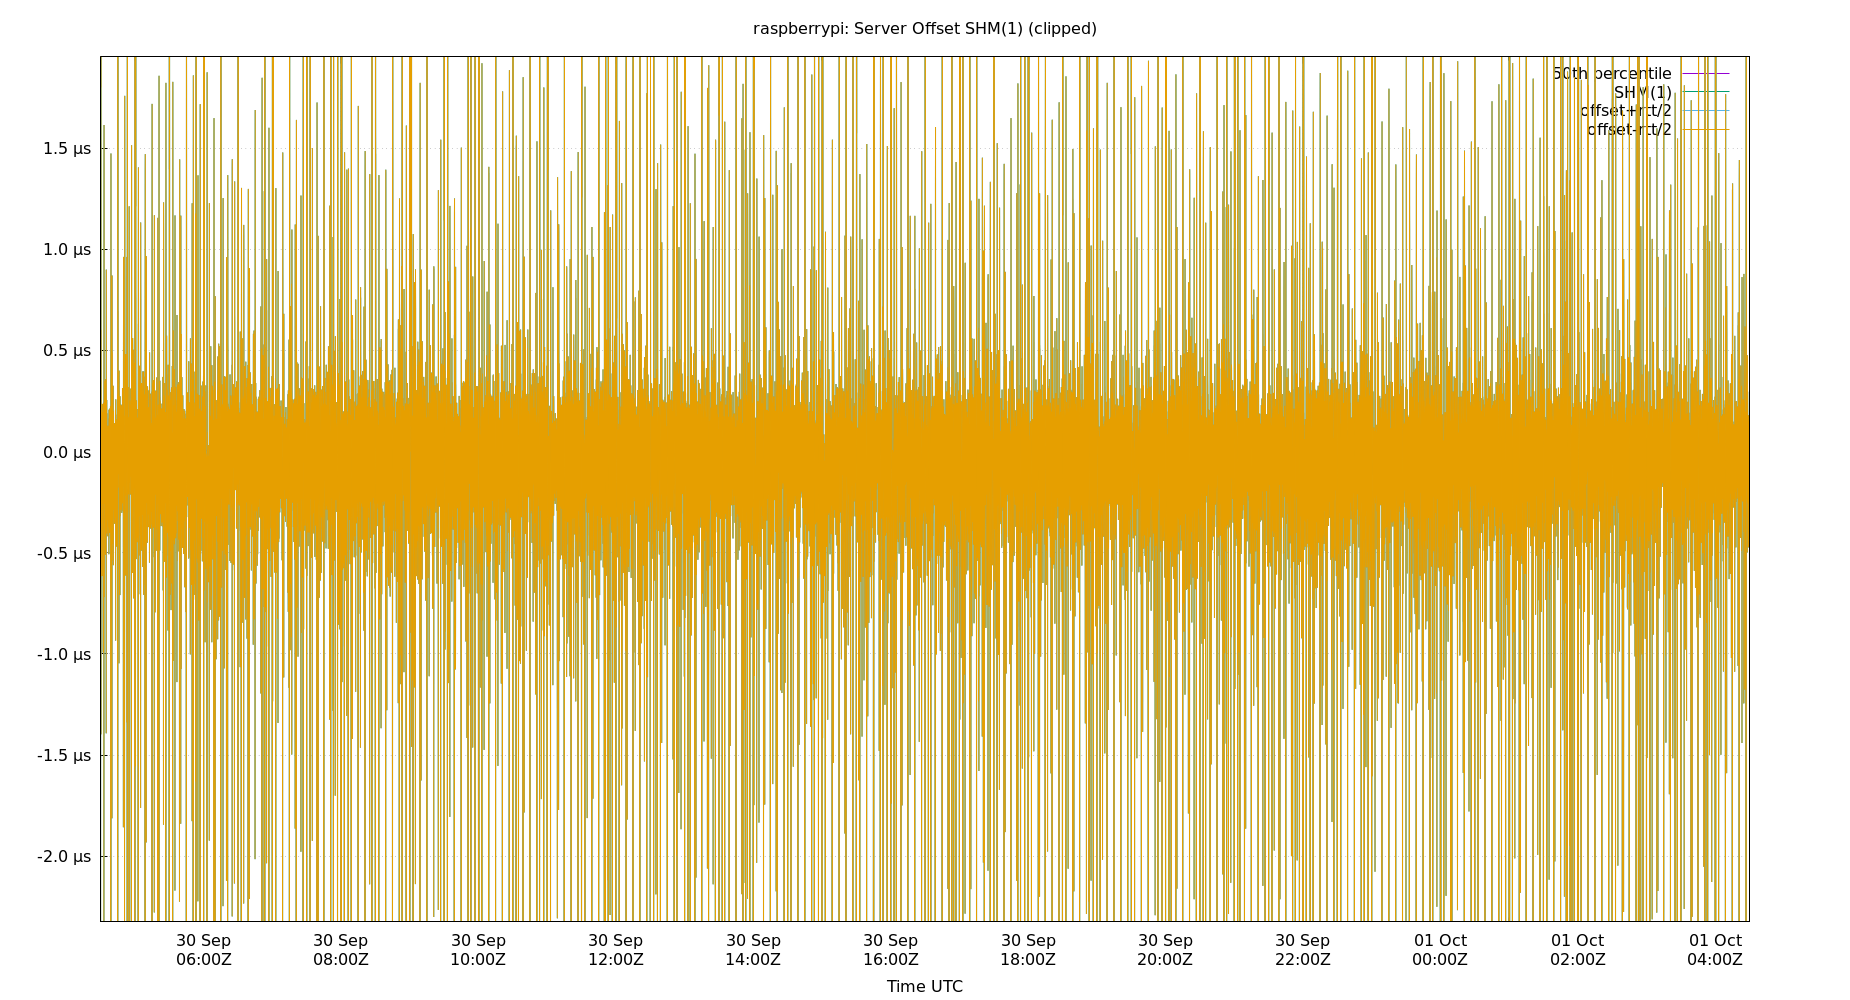 raspberrypi: Server Offset SHM(1) (clipped)
50th percentile
SHM(1)
offset+rtt/2
offset-rtt/2
1.5 µs
1.0 µs
0.5 µs
0.0 µs
-0.5 µs
-1.0 µs
-1.5 µs
-2.0 µs
30 Sep 30 Sep 30 Sep 30 Sep 30 Sep 30 Sep 30 Sep 30 Sep 30 Sep 01 Oct 01 Oct 01 Oct
06:00Z 08:00Z 10:00Z 12:00Z 14:00Z 16:00Z 18:00Z 20:00Z 22:00Z 00:00Z 02:00Z 04:00Z
Time UTC